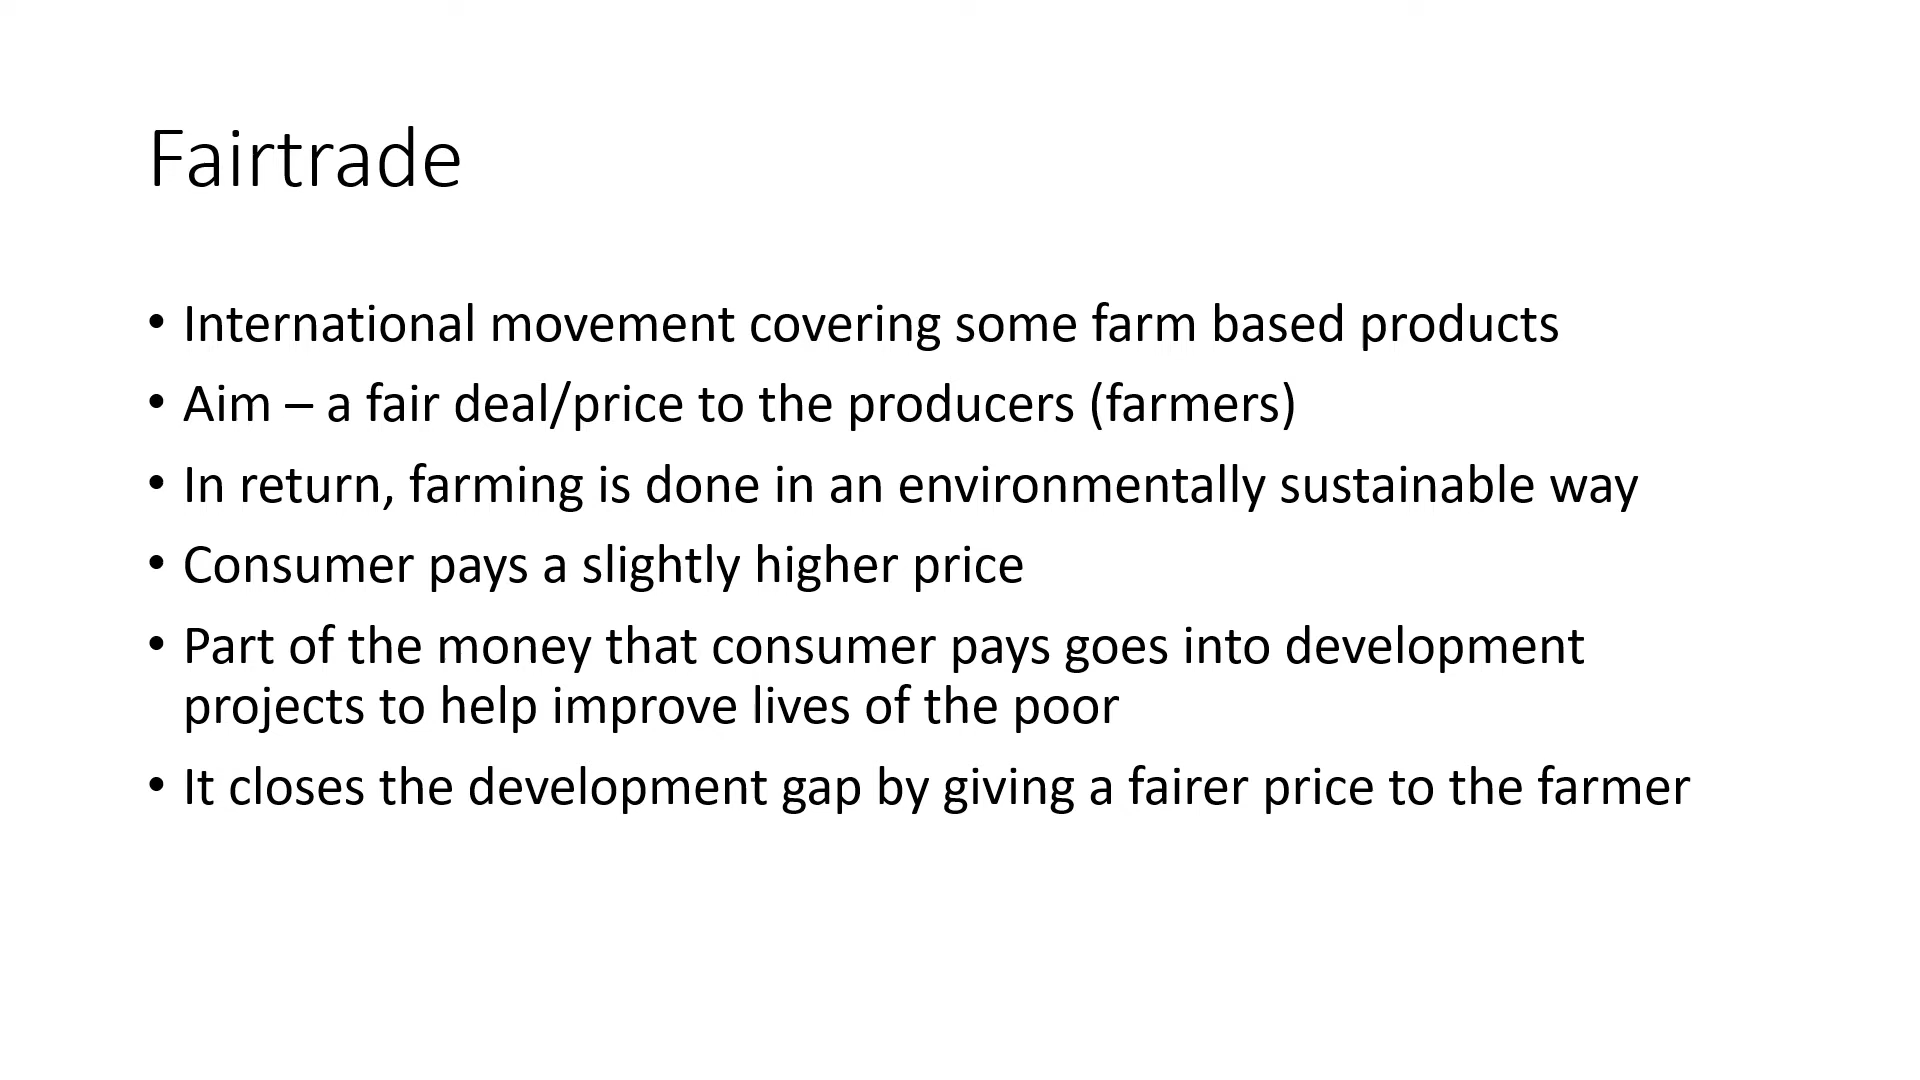 Fairtrade
• International movement covering some farm based products
• Aim – a fair deal/price to the producers (farmers)
• In return, farming is done in an environmentally sustainable way
• Consumer pays a slightly higher price
• Part of the money that consumer pays goes into development
projects to help improve lives of the poor
• It closes the development gap by giving a fairer price to the farmer